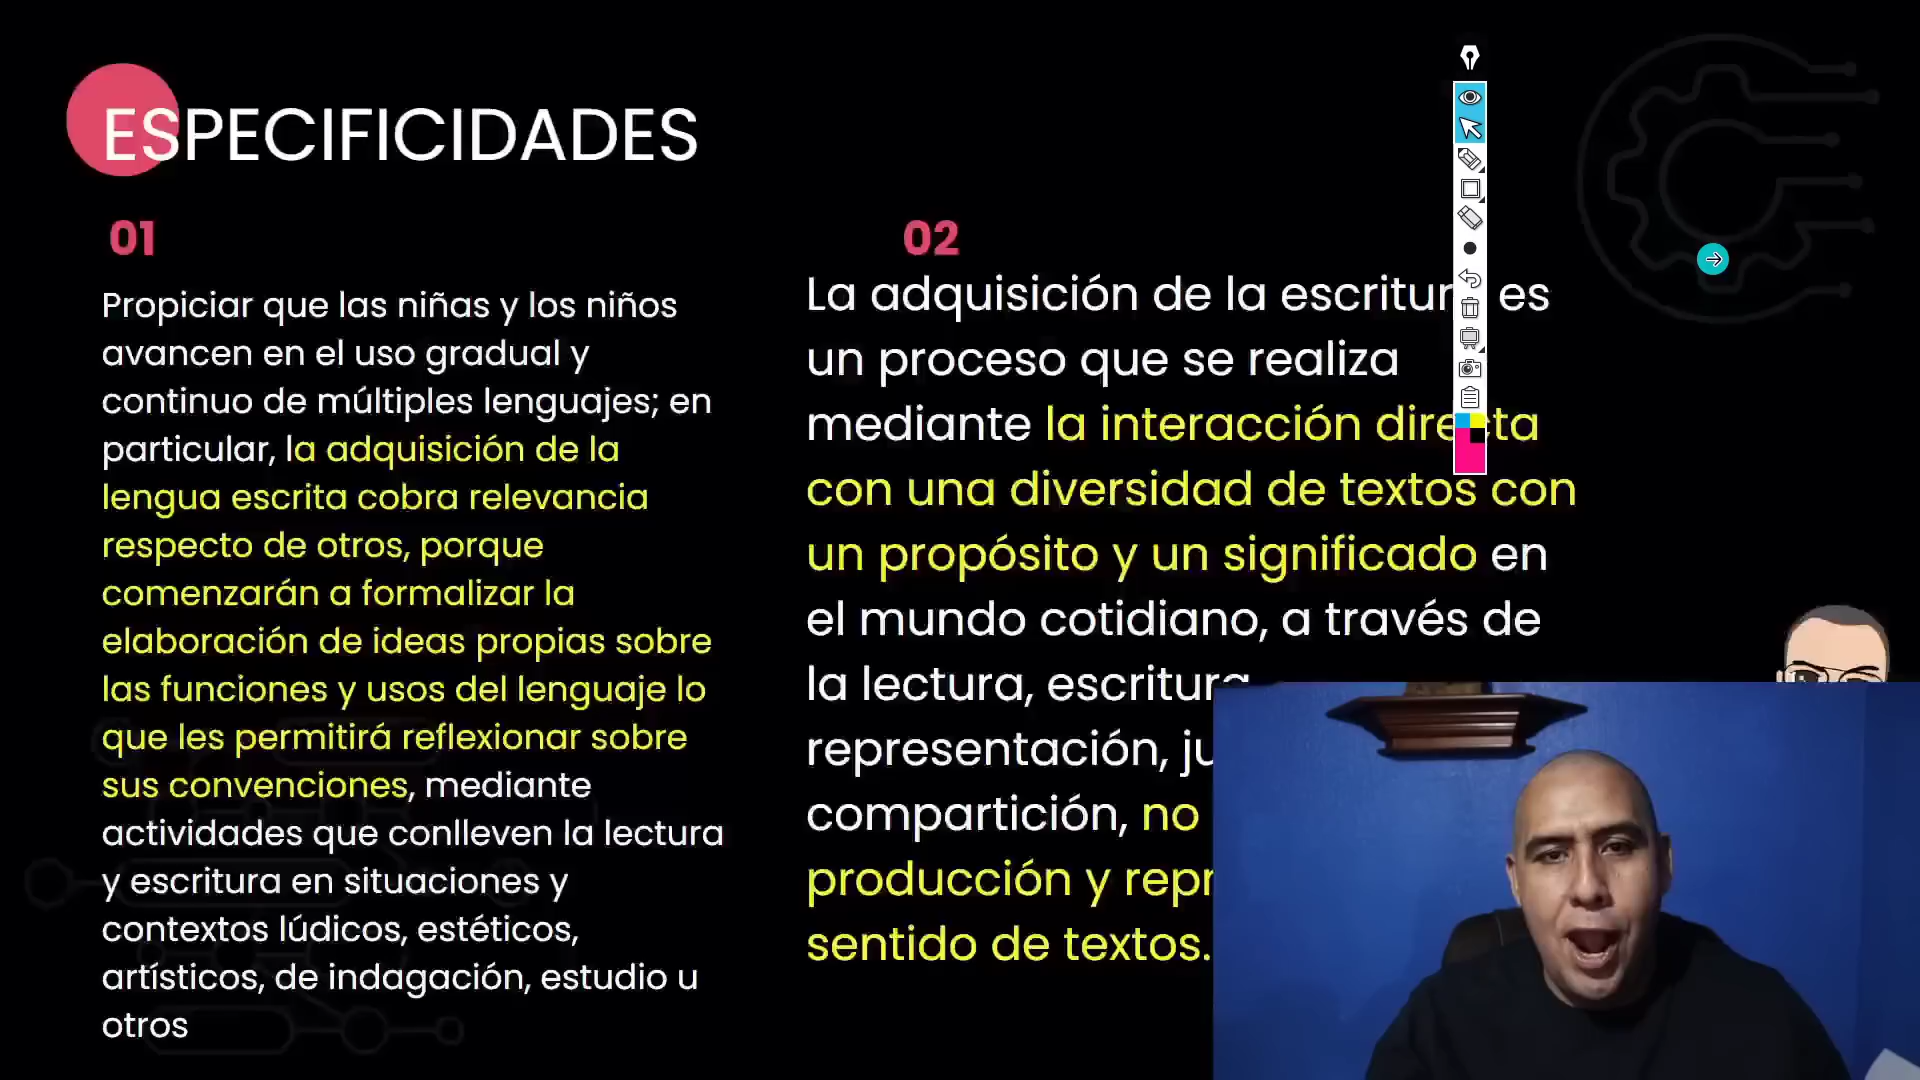 ESPECIFICIDADES
01
Propiciar que las niñas y los niños
avancen en el uso gradual y
continuo de múltiples lenguajes; en
particular, la adquisición de la
lengua escrita cobra relevancia
respecto de otros, porque
comenzarán a formalizar la
elaboración de ideas propias sobre
las funciones y usos del lenguaje lo
que les permitirá reflexionar sobre
sus convenciones, mediante
actividades que conlleven la lectura
y escritura en situaciones y
contextos lúdicos, estéticos,
artísticos, de indagación, estudio u
otros
02
La adquisición de la escritura es
un proceso que se realiza
mediante la interacción directa
con una diversidad de textos con
un propósito y un significado en
el mundo cotidiano, a través de
la lectura, escritura,
representación,
compartición, no
producción y
sentido de textos.